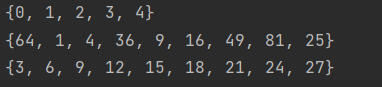 {0, 1, 2, 3, 4}
{64, 1, 4, 36, 9, 16, 49, 81, 25}
{3, 6, 9, 12, 15, 18, 21, 24, 27}